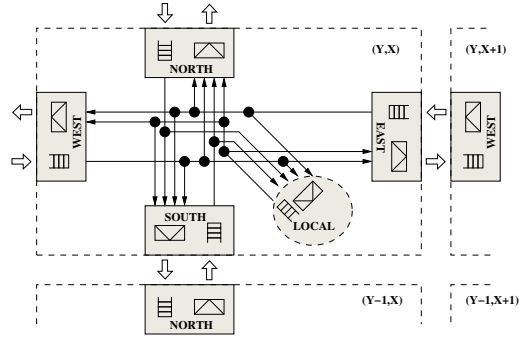 NORTH
(Y,X)
(Y,X+1)
WEST
EAST
WEST
SOUTH
LOCAL
NORTH
(Y−1,X)
(Y−1,X+1)